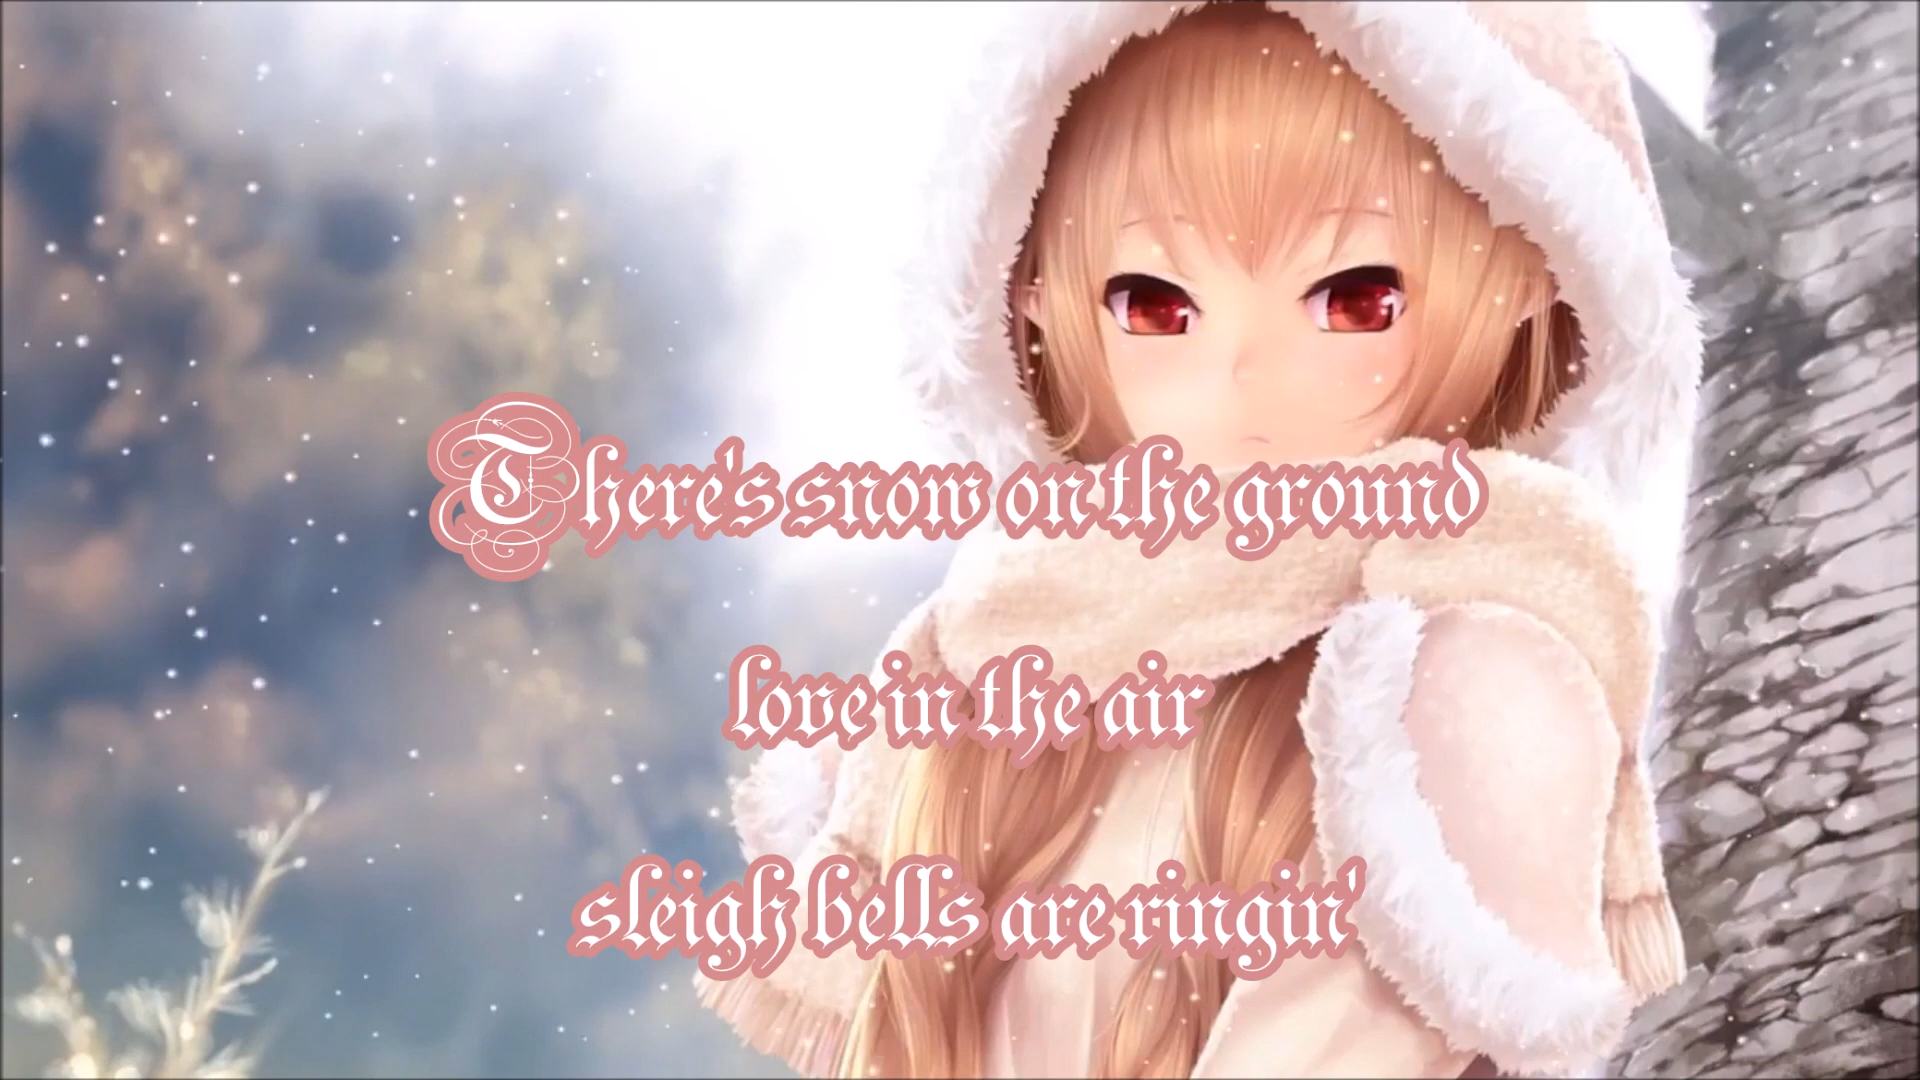 There's snow on the ground
love in the air
sleigh bells are ringin'